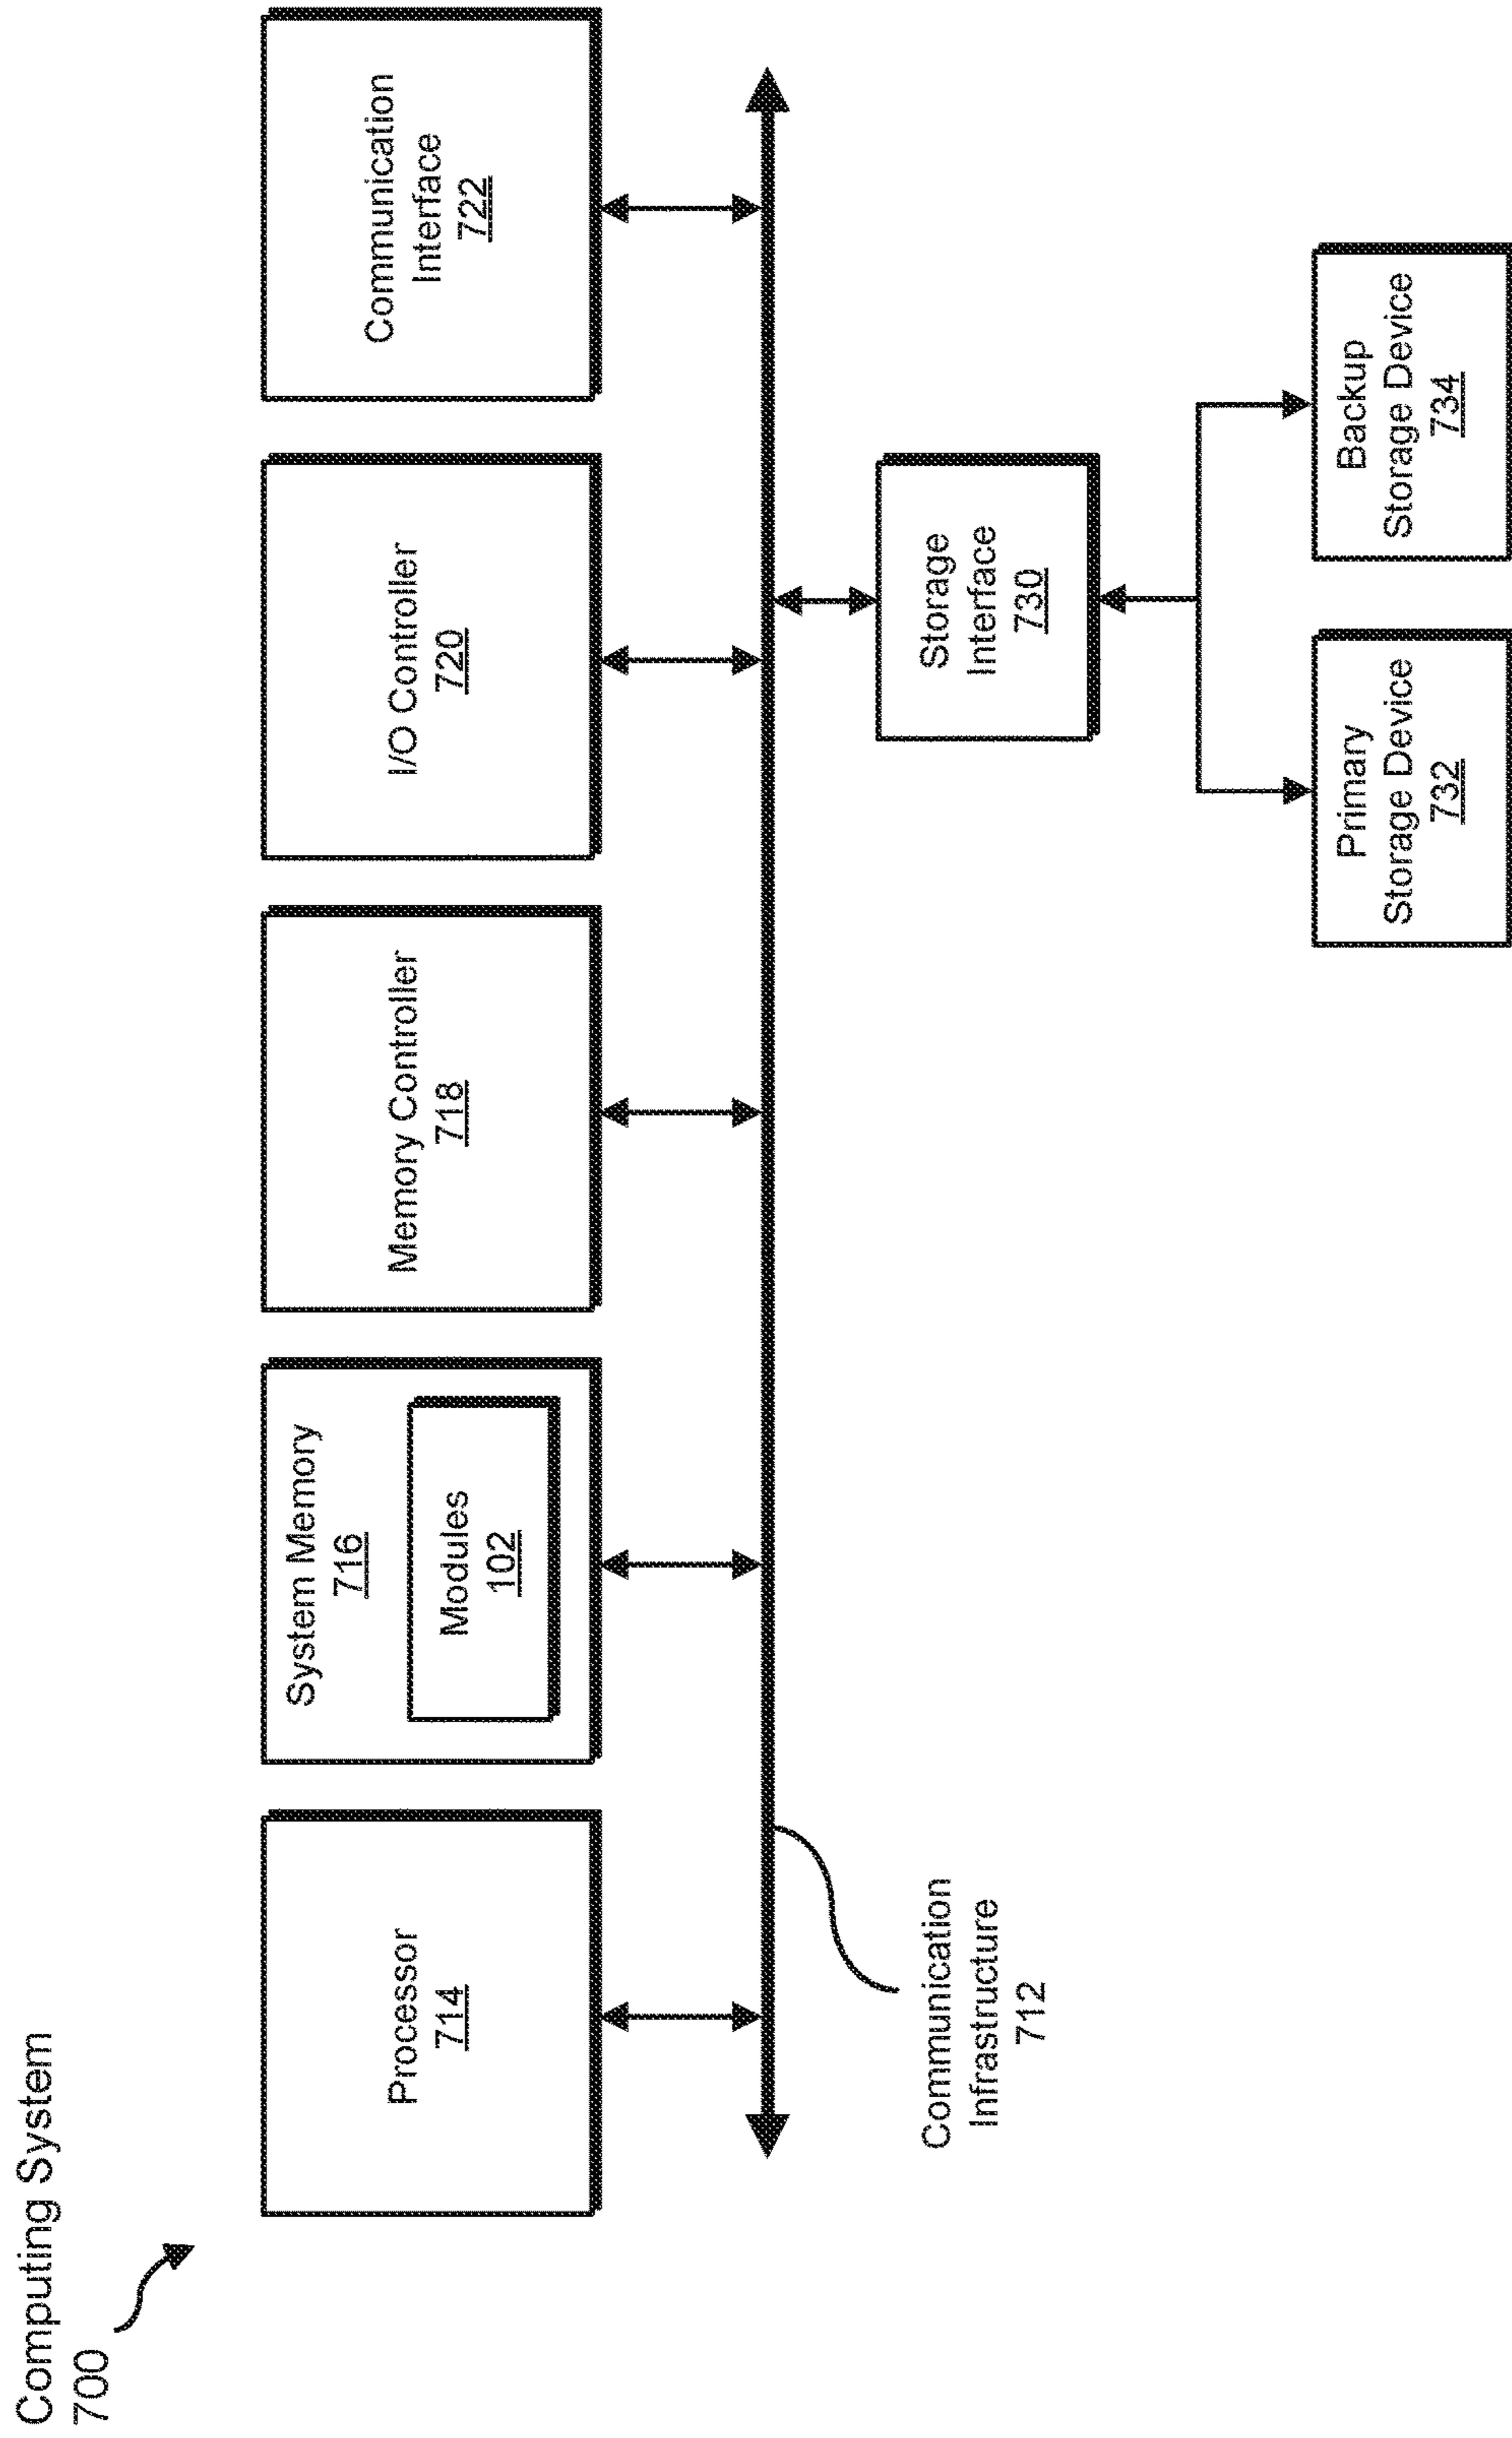 Computing System
700
Processor
714
System Memory
716
Modules
102
Memory Controller
718
I/O Controller
720
Communication
Interface
722
Communication
Infrastructure
712
Storage
Interface
730
Primary
Storage Device
732
Backup
Storage Device
734